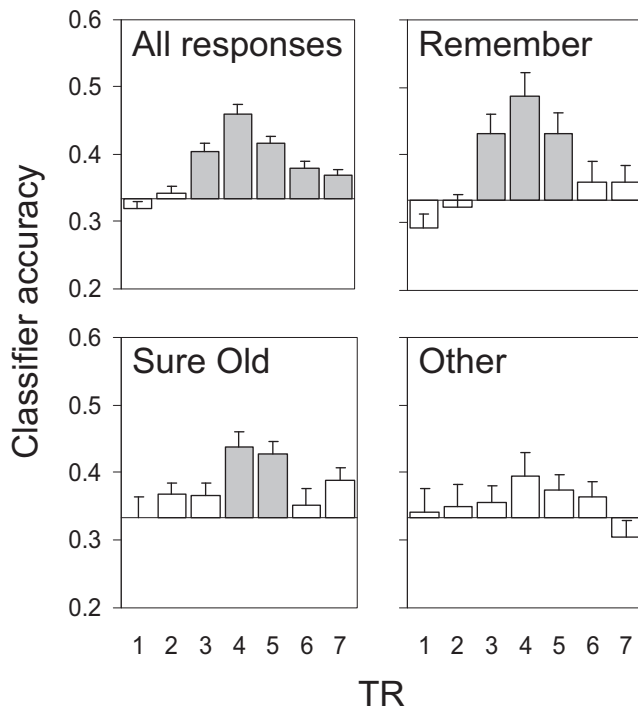 All responses
Remember
0.6
0.5
0.4
0.3
0.2
Classifier accuracy
Sure Old
Other
0.6
0.5
0.4
0.3
0.2
1 2 3 4 5 6 7
1 2 3 4 5 6 7
TR